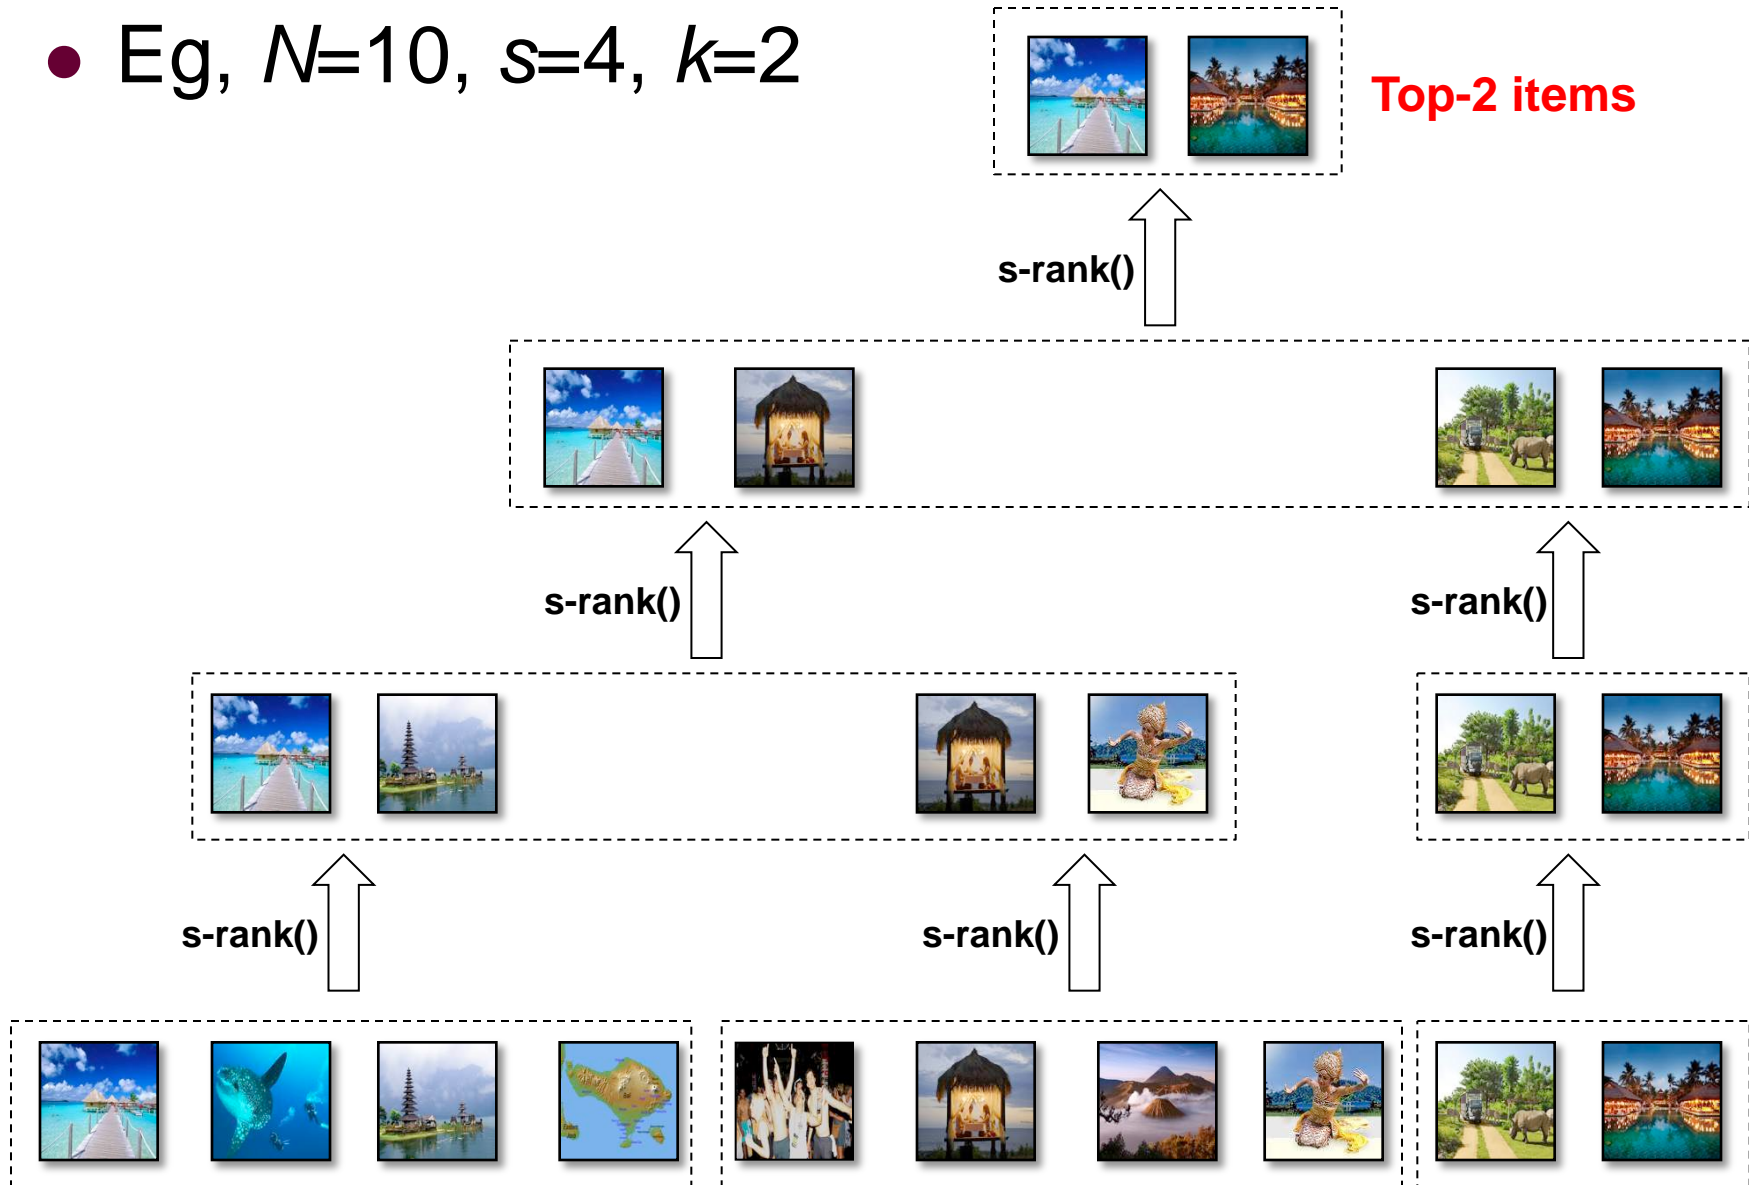 • Eg, N=10, s=4, k=2
Top-2 items
s-rank()
s-rank()
s-rank()
s-rank()
s-rank()
s-rank()